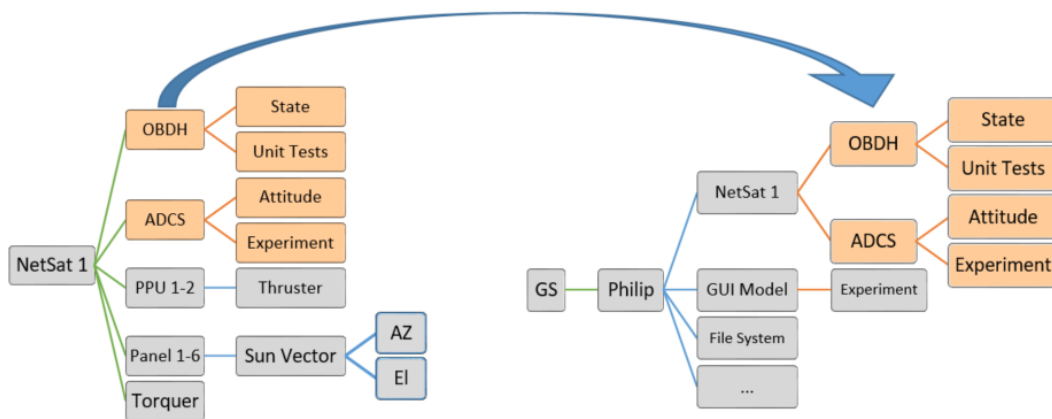 NetSat 1
OBDH
State
Unit Tests
ADCS
Attitude
Experiment
PPU 1-2
Thruster
Panel 1-6
Sun Vector
AZ
El
Torquer
GS
Philip
NetSat 1
OBDH
State
Unit Tests
ADCS
Attitude
Experiment
GUI Model
Experiment
File System
...